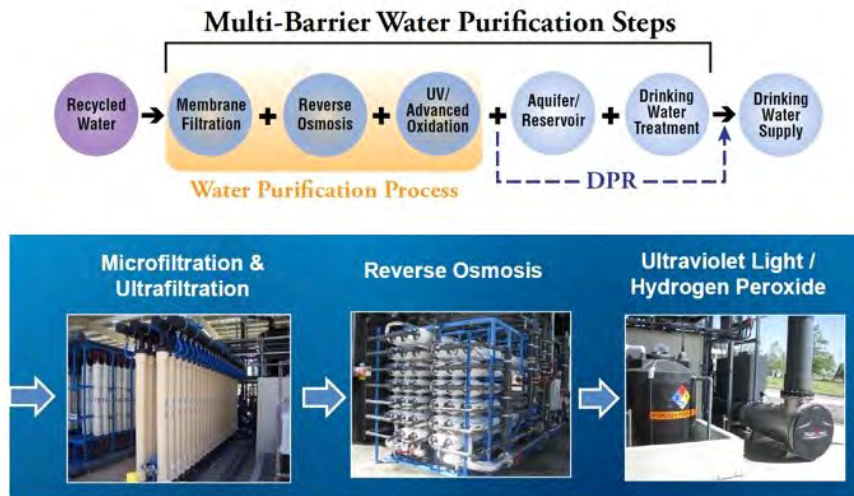 Multi-Barrier Water Purification Steps
Recycled
Water
Membrane
Filtration
Reverse
Osmosis
UV/
Advanced
Oxidation
Aquifer/
Reservoir
Drinking
Water
Treatment
Drinking
Water
Supply
Water Purification Process
DPR
Microfiltration &
Ultrafiltration
Reverse Osmosis
Ultraviolet Light /
Hydrogen Peroxide